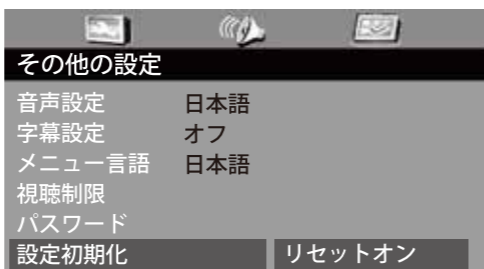 その他の設定
音声設定 日本語
字幕設定 オフ
メニュー言語 日本語
視聴制限
パスワード
設定初期化 リセットオン